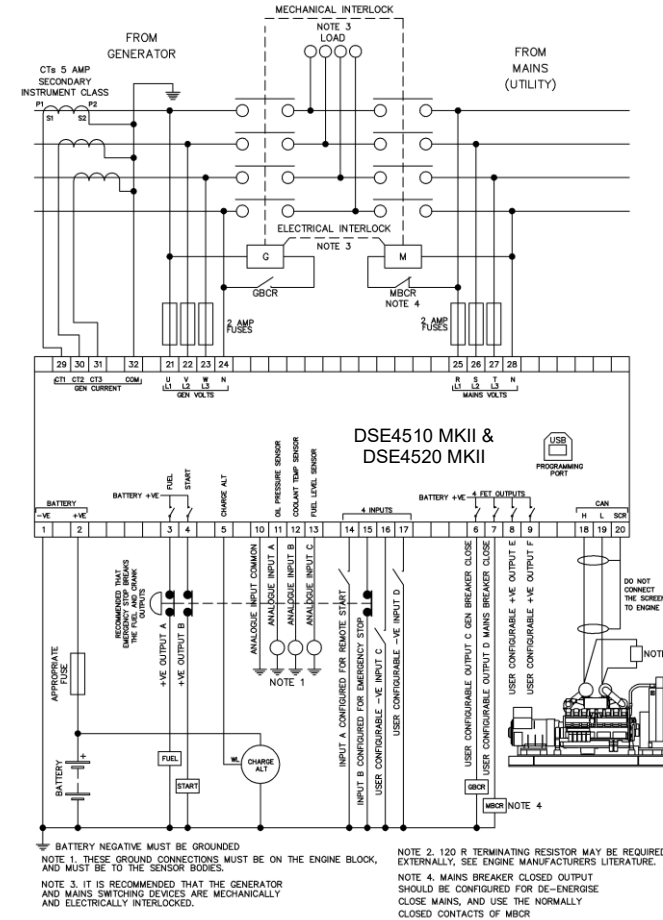 MECHANICAL INTERLOCK
NOTE 3
LOAD
FROM
GENERATOR
FROM
MAINS
(UTILITY)
CTs 5 AMP
SECONDARY
INSTRUMENT CLASS
P1 P2
S1 S2
ELECTRICAL INTERLOCK
NOTE 3
G M
GBCR
MBCR
NOTE 4
2 AMP
FUSES
2 AMP
FUSES
29 30 31 32 21 22 23 24 25 26 27 28
CT1 CT2 CT3 COM
GEN CURRENT
U V W N
L1 L2 L3
GEN VOLTS
R S T N
L1 L2 L3
MAINS VOLTS
DSE4510 MKII &
DSE4520 MKII
USB
PROGRAMMING
PORT
BATTERY
-VE +VE
BATTERY +VE
FUEL
START
CHARGE ALT
OIL PRESSURE SENSOR
COOLANT TEMP SENSOR
FUEL LEVEL SENSOR
4 INPUTS
BATTERY +VE 4 FET OUTPUTS
CAN
H L SCR
1 2 3 4 5 10 11 12 13 14 15 16 17 6 7 8 9 18 19 20
RECOMMENDED THAT
EMERGENCY STOP BREAKS
THE FUEL AND CRANK
OUTPUTS
+VE OUTPUT A
+VE OUTPUT B
ANALOGUE INPUT COMMON
ANALOGUE INPUT A
ANALOGUE INPUT B
ANALOGUE INPUT C
NOTE 1
INPUT A CONFIGURED FOR REMOTE START
INPUT B CONFIGURED FOR EMERGENCY STOP
USER CONFIGURABLE -VE INPUT C
USER CONFIGURABLE -VE INPUT D
USER CONFIGURABLE OUTPUT C GEN BREAKER CLOSE
USER CONFIGURABLE OUTPUT D MAINS BREAKER CLOSE
USER CONFIGURABLE +VE OUTPUT E
USER CONFIGURABLE +VE OUTPUT F
DO NOT
CONNECT
THE SCREEN
TO ENGINE
NOTE
APPROPRIATE
FUSE
BATTERY
+
-
FUEL
START
WL
CHARGE
ALT
GBCR
MBCR NOTE 4
BATTERY NEGATIVE MUST BE GROUNDED
NOTE 1. THESE GROUND CONNECTIONS MUST BE ON THE ENGINE BLOCK,
AND MUST BE TO THE SENSOR BODIES.
NOTE 3. IT IS RECOMMENDED THAT THE GENERATOR
AND MAINS SWITCHING DEVICES ARE MECHANICALLY
AND ELECTRICALLY INTERLOCKED.
NOTE 2. 120 R TERMINATING RESISTOR MAY BE REQUIRED
EXTERNALLY, SEE ENGINE MANUFACTURERS LITERATURE.
NOTE 4. MAINS BREAKER CLOSED OUTPUT
SHOULD BE CONFIGURED FOR DE-ENERGISE
CLOSE MAINS, AND USE THE NORMALLY
CLOSED CONTACTS OF MBCR